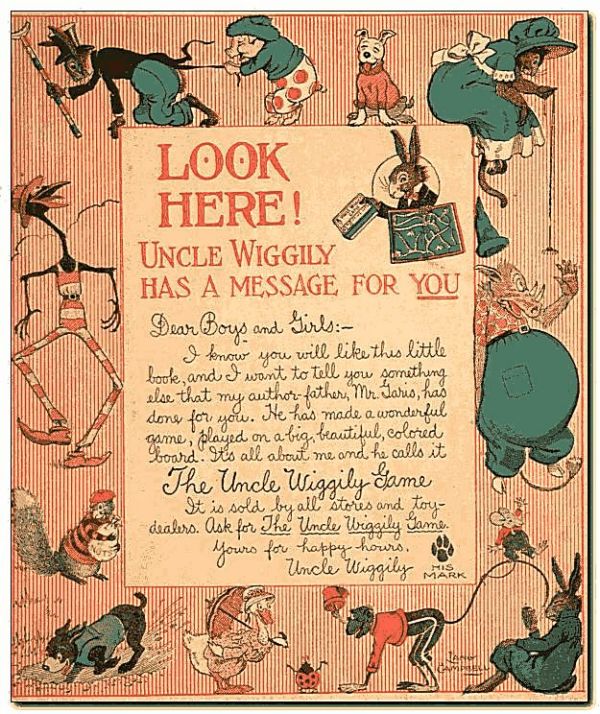 LOOK
HERE!
UNCLE WIGGILY
HAS A MESSAGE FOR YOU
Dear Boys and Girls:-
I know you will like this little
book, and I want to tell you something
else that my author-father, Mr. Garis, has
done for you. He has made a wonderful
game, played on a big, beautiful, colored
board. It's all about me and he calls it
The Uncle Wiggily Game
It is sold by all stores and toy-
dealers. Ask for The Uncle Wiggily Game.
Yours for happy hours,
Uncle Wiggily
HIS
MARK
LANG
CAMPBELL